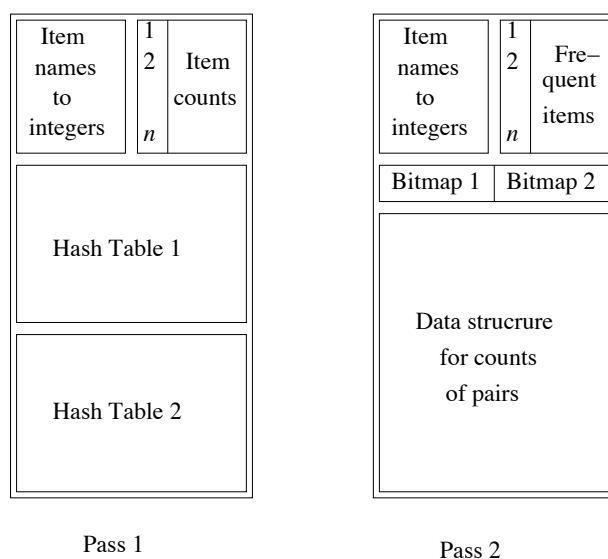 Item
names
to
integers
1
2
n
Item
counts
Hash Table 1
Hash Table 2
Pass 1
Item
names
to
integers
1
2
n
Fre–
quent
items
Bitmap 1
Bitmap 2
Data strucrure
for counts
of pairs
Pass 2